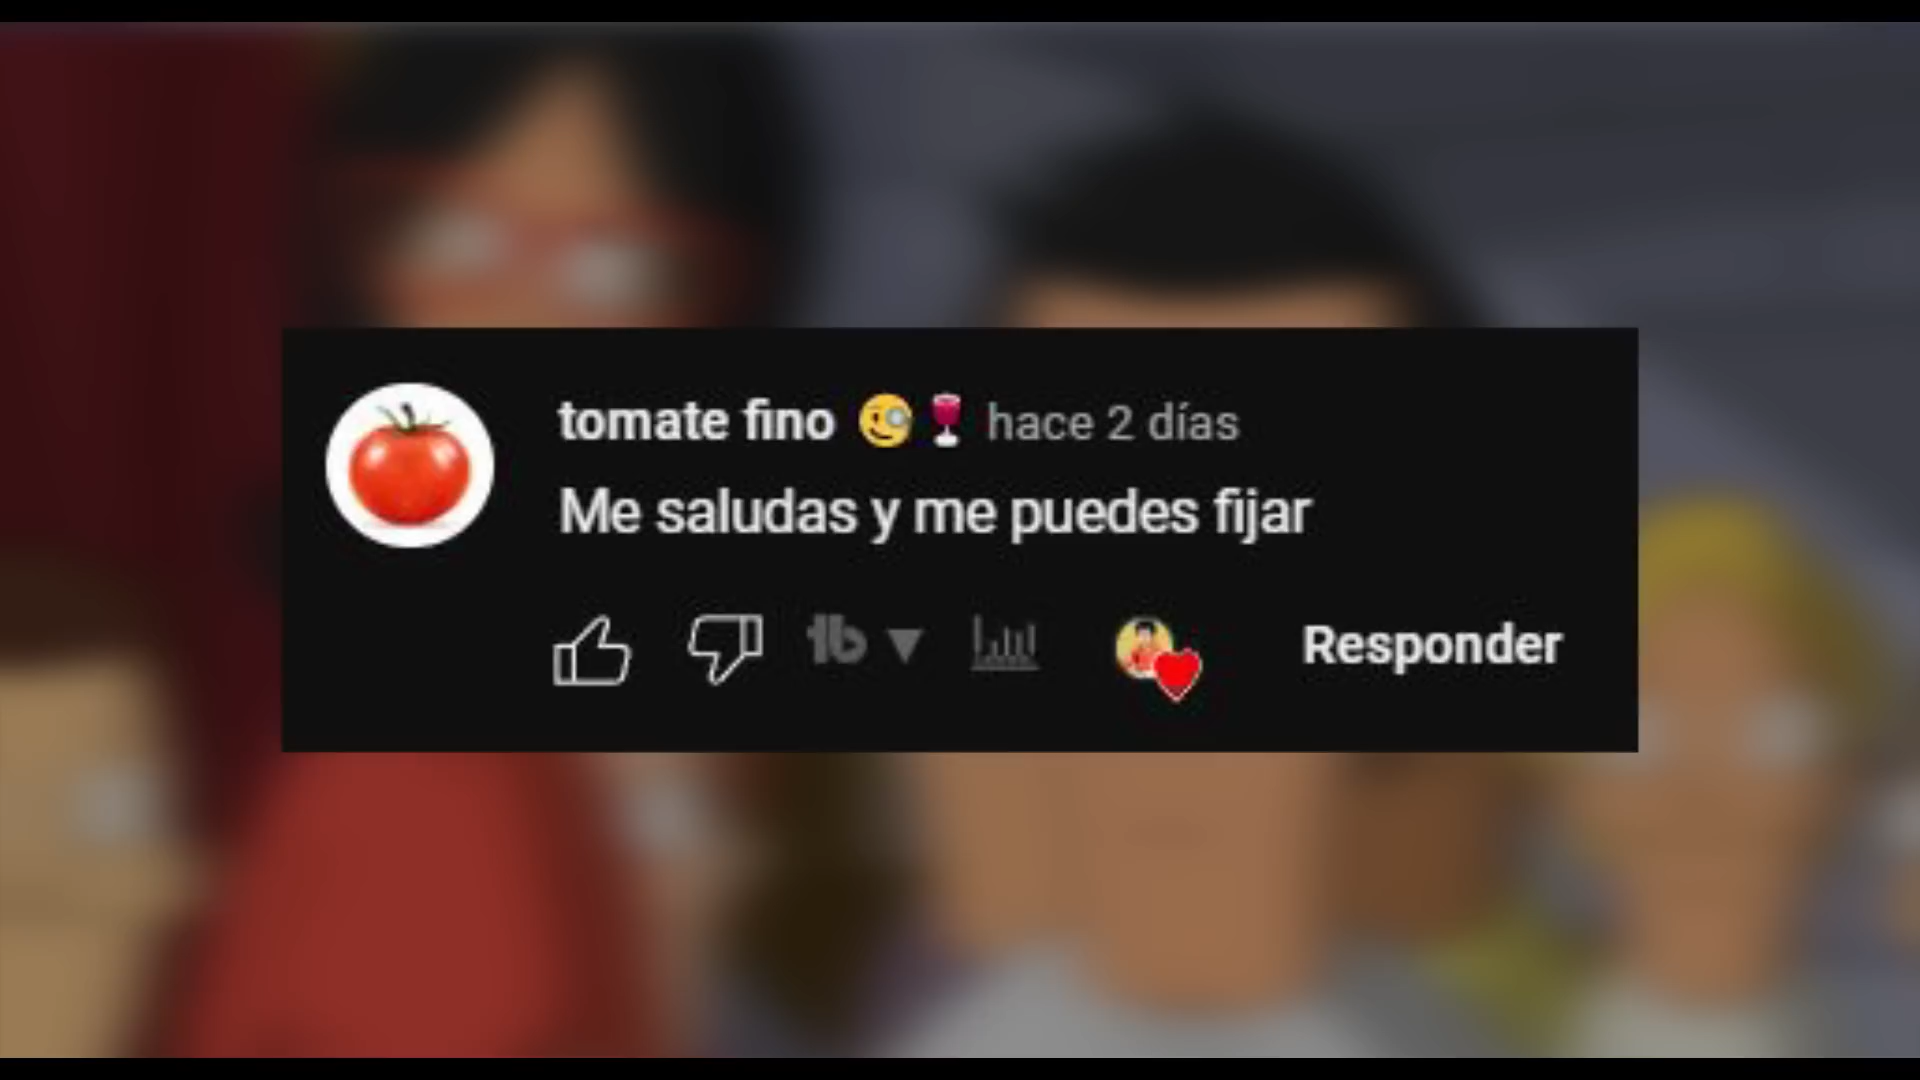 tomate fino 🧐🍷 hace 2 días
Me saludas y me puedes fijar
Responder